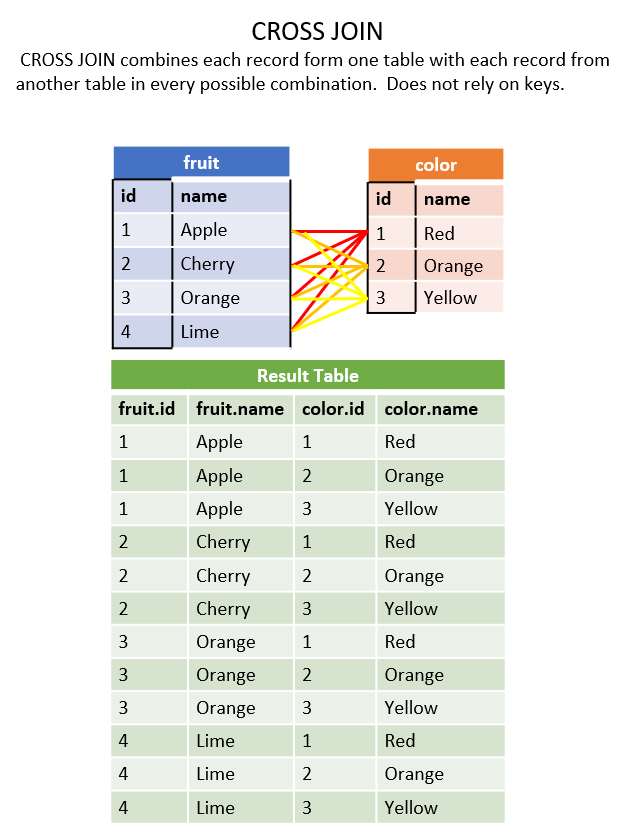 CROSS JOIN
CROSS JOIN combines each record form one table with each record from
another table in every possible combination.  Does not rely on keys.
fruit
id name
1 Apple
2 Cherry
3 Orange
4 Lime
color
id name
1 Red
2 Orange
3 Yellow
Result Table
fruit.id fruit.name color.id color.name
1 Apple 1 Red
1 Apple 2 Orange
1 Apple 3 Yellow
2 Cherry 1 Red
2 Cherry 2 Orange
2 Cherry 3 Yellow
3 Orange 1 Red
3 Orange 2 Orange
3 Orange 3 Yellow
4 Lime 1 Red
4 Lime 2 Orange
4 Lime 3 Yellow